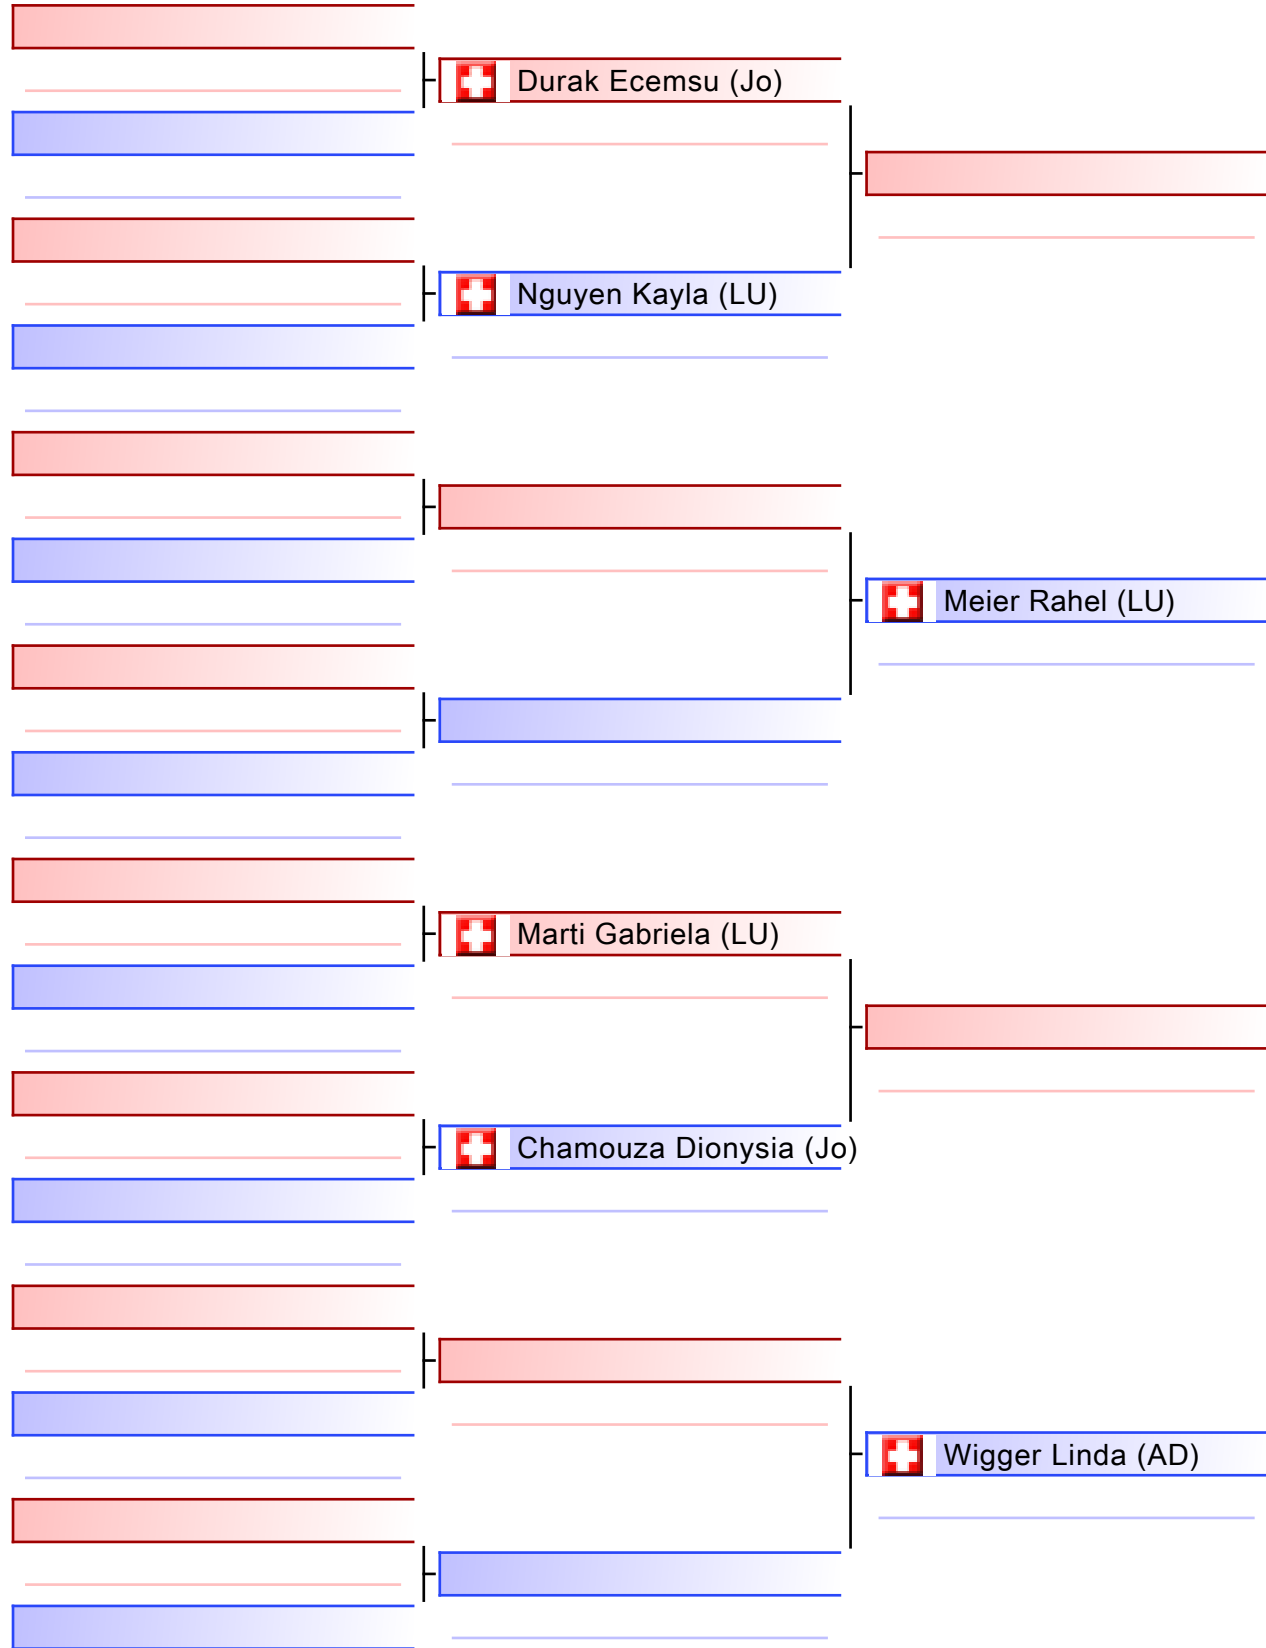 Durak Ecemsu (Jo)
Nguyen Kayla (LU)
Meier Rahel (LU)
Marti Gabriela (LU)
Chamouza Dionysia (Jo)
Wigger Linda (AD)